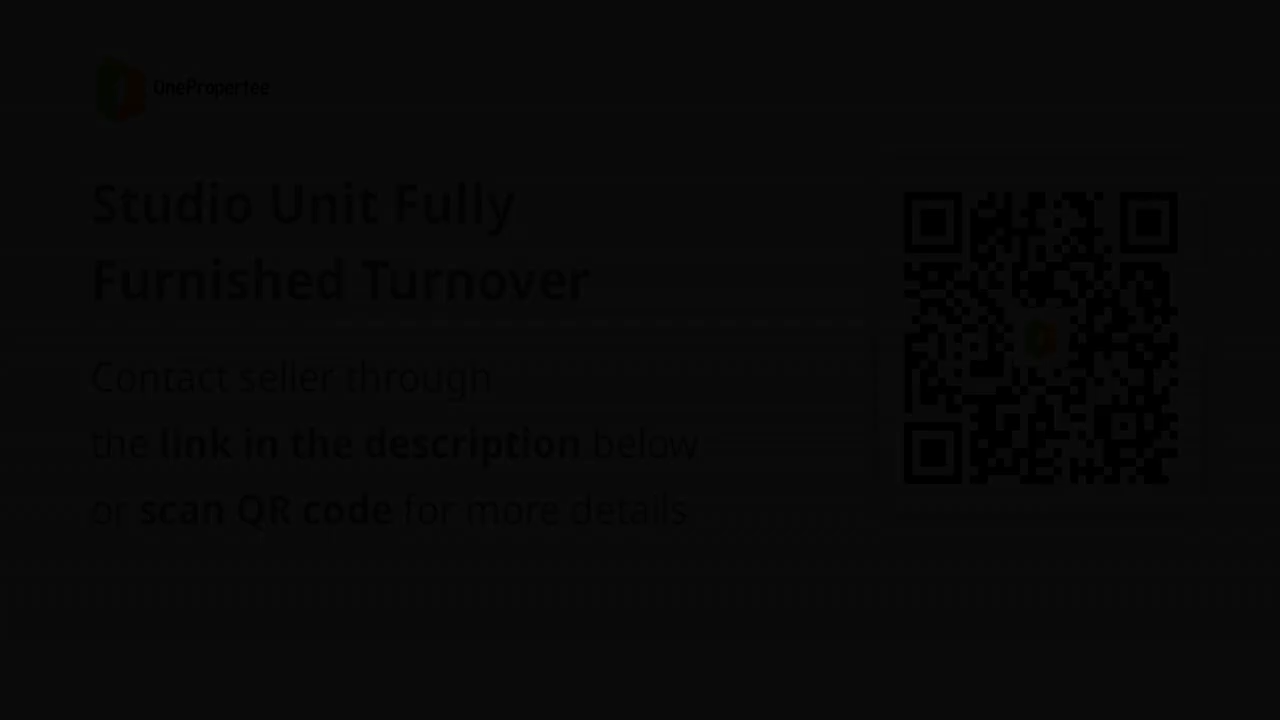 OnePropertee
Studio Unit Fully
Furnished Turnover
Contact seller through
the link in the description below
or scan QR code for more details